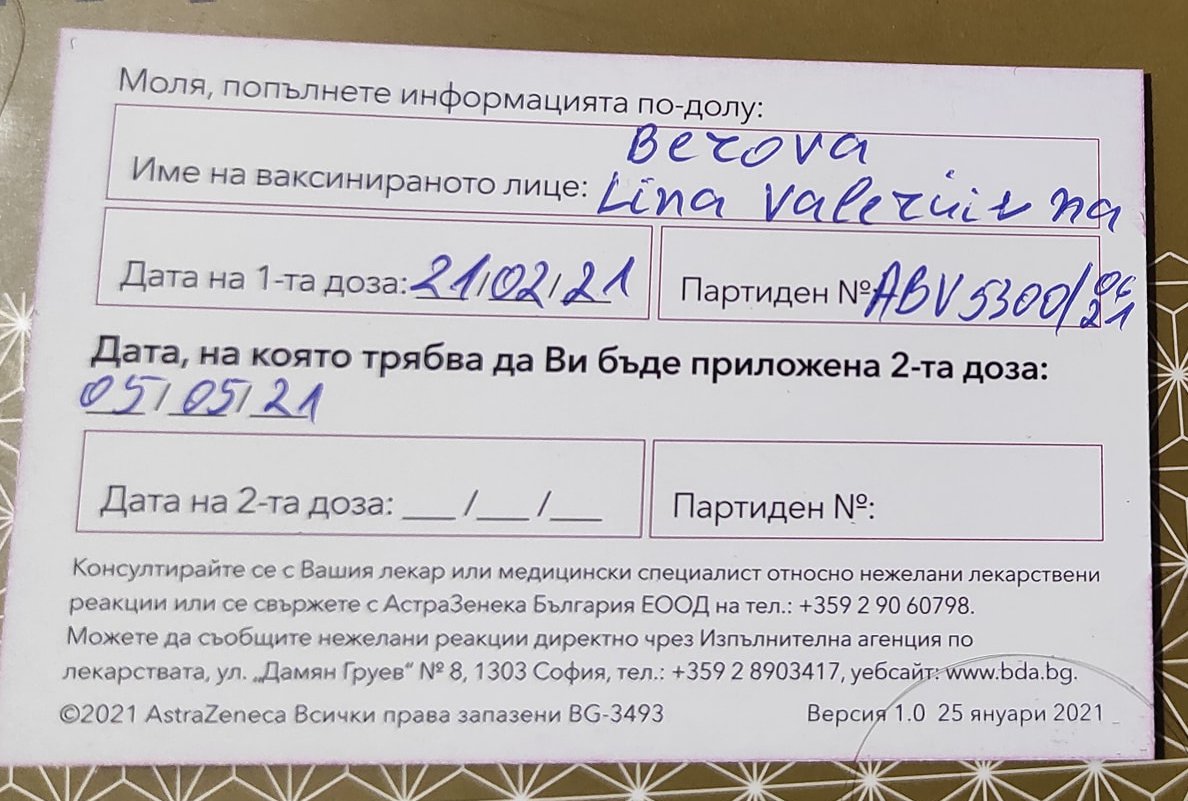 Моля, попълнете информацията по-долу:
Berova
Име на ваксинираното лице: Lina Valeriivna
Дата на 1-та доза: 21/02/21 Партиден №: ABV5300/
21
Дата, на която трябва да Ви бъде приложена 2-та доза:
05/05/21
Дата на 2-та доза: ___/___/___ Партиден №:
Консултирайте се с Вашия лекар или медицински специалист относно нежелани лекарствени
реакции или се свържете с АстраЗенека България ЕООД на тел.: +359 2 90 60798.
Можете да съобщите нежелани реакции директно чрез Изпълнителна агенция по
лекарствата, ул. „Дамян Груев“ № 8, 1303 София, тел.: +359 2 8903417, уебсайт: www.bda.bg.
©2021 AstraZeneca Всички права запазени BG-3493 Версия 1.0 25 януари 2021